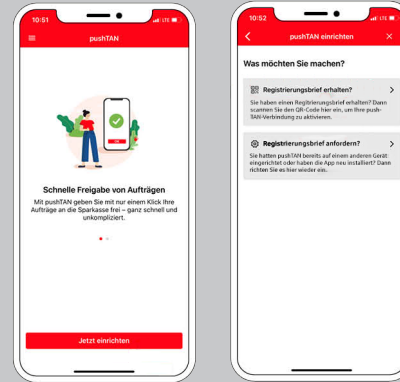 10:51
LTE
pushTAN
Schnelle Freigabe von Aufträgen
Mit pushTAN geben Sie mit nur einem Klick Ihre
Aufträge an die Sparkasse frei – ganz schnell und
unkompliziert.
Jetzt einrichten
10:52
LTE
pushTAN einrichten
Was möchten Sie machen?
Registrierungsbrief erhalten?
Sie haben einen Registrierungsbrief erhalten? Dann
scannen Sie den QR-Code hier ein, um Ihre push-
TAN-Verbindung zu aktivieren.
Registrierungsbrief anfordern?
Sie hatten pushTAN bereits auf einem anderen Gerät
eingerichtet oder haben die App neu installiert? Dann
richten Sie es hier wieder ein.